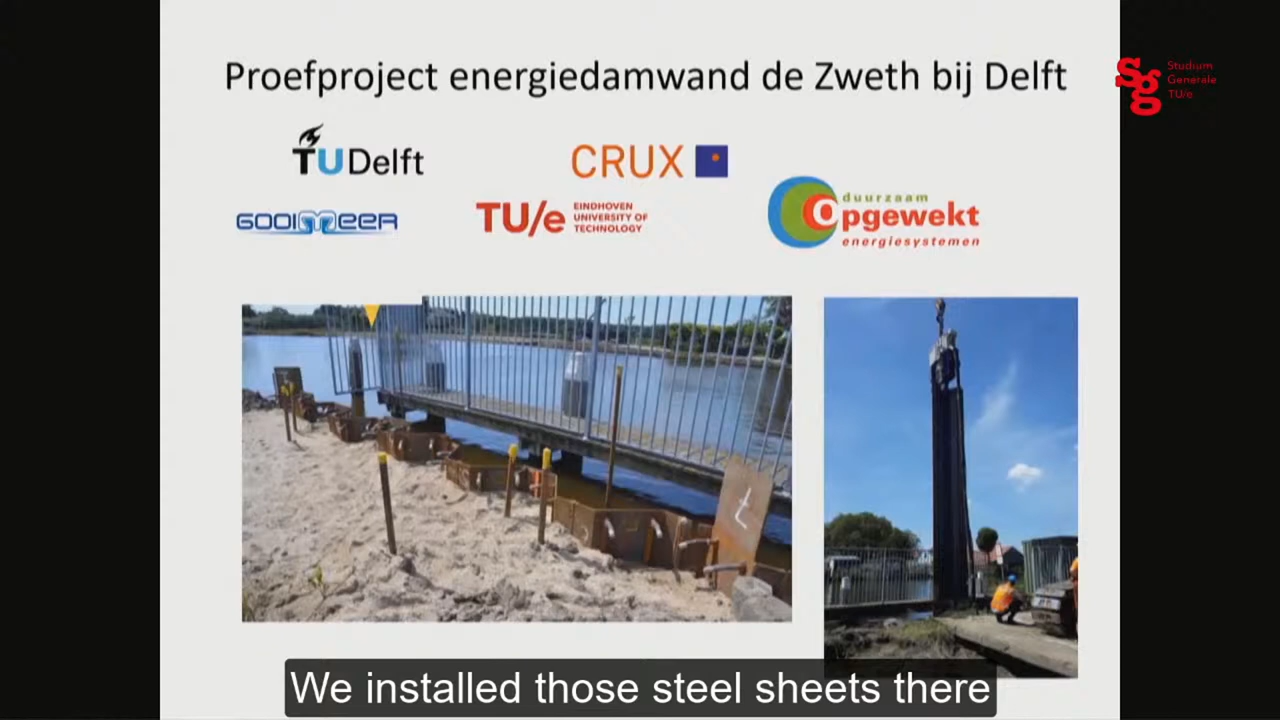 Proefproject energiedamwand de Zweth bij Delft
Studium
Generale
TU/e
sg
TUDelft
CRUX
GOOIMEER
TU/e EINDHOVEN
UNIVERSITY OF
TECHNOLOGY
duurzaam
Opgewekt
energiesystemen
We installed those steel sheets there